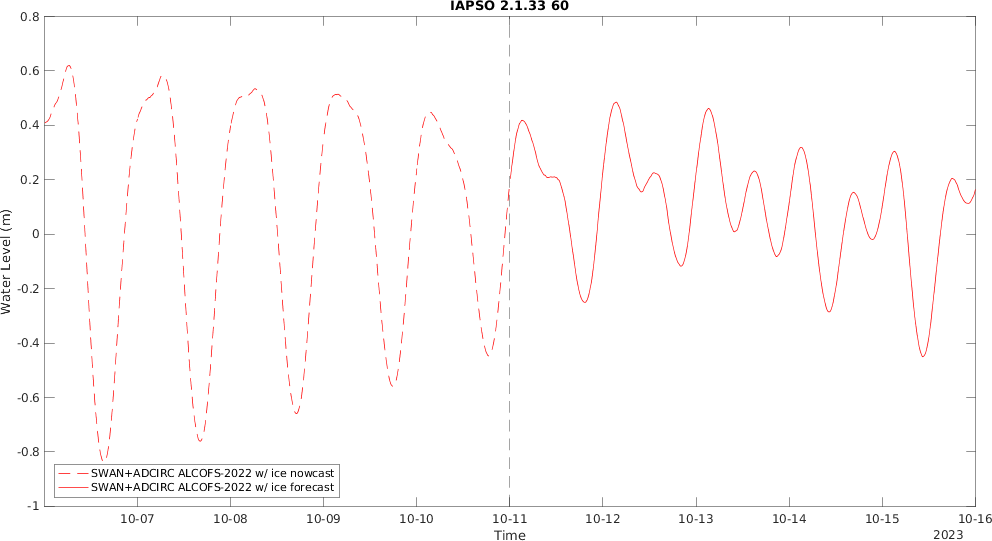 IAPSO 2.1.33 60
Water Level (m)
0.8
0.6
0.4
0.2
0
-0.2
-0.4
-0.6
-0.8
-1
SWAN+ADCIRC ALCOFS-2022 w/ ice nowcast
SWAN+ADCIRC ALCOFS-2022 w/ ice forecast
10-07 10-08 10-09 10-10 10-11 10-12 10-13 10-14 10-15 10-16
Time
2023